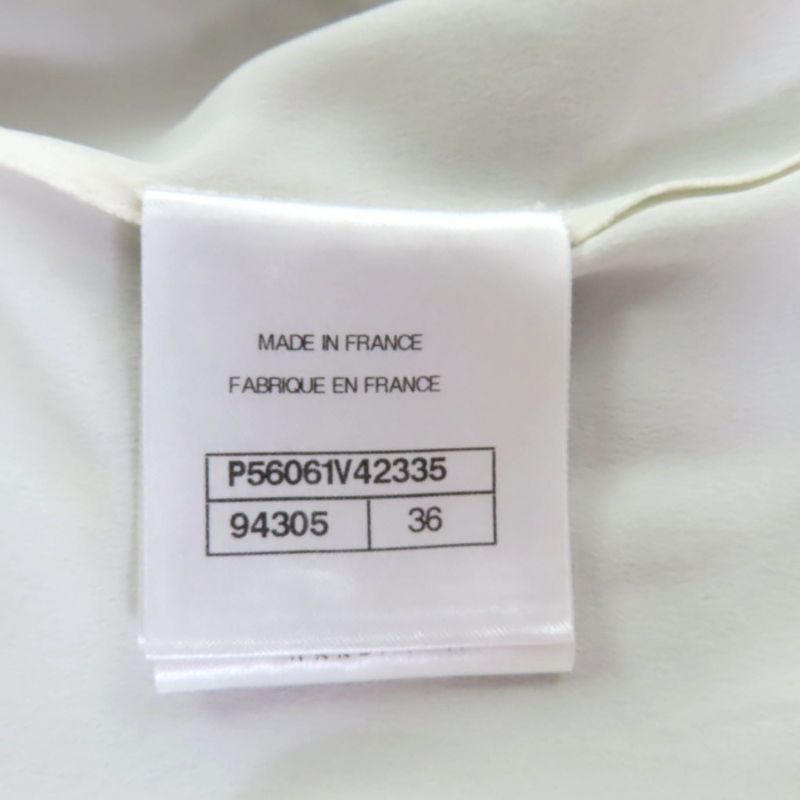 MADE IN FRANCE
FABRIQUE EN FRANCE
P56061V42335
94305 36